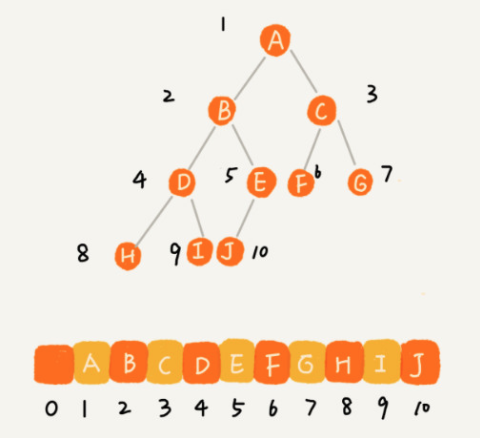 1 A
2 B C 3
4 D 5 E F 6 G 7
8 H 9 I J 10
A B C D E F G H I J
0 1 2 3 4 5 6 7 8 9 10